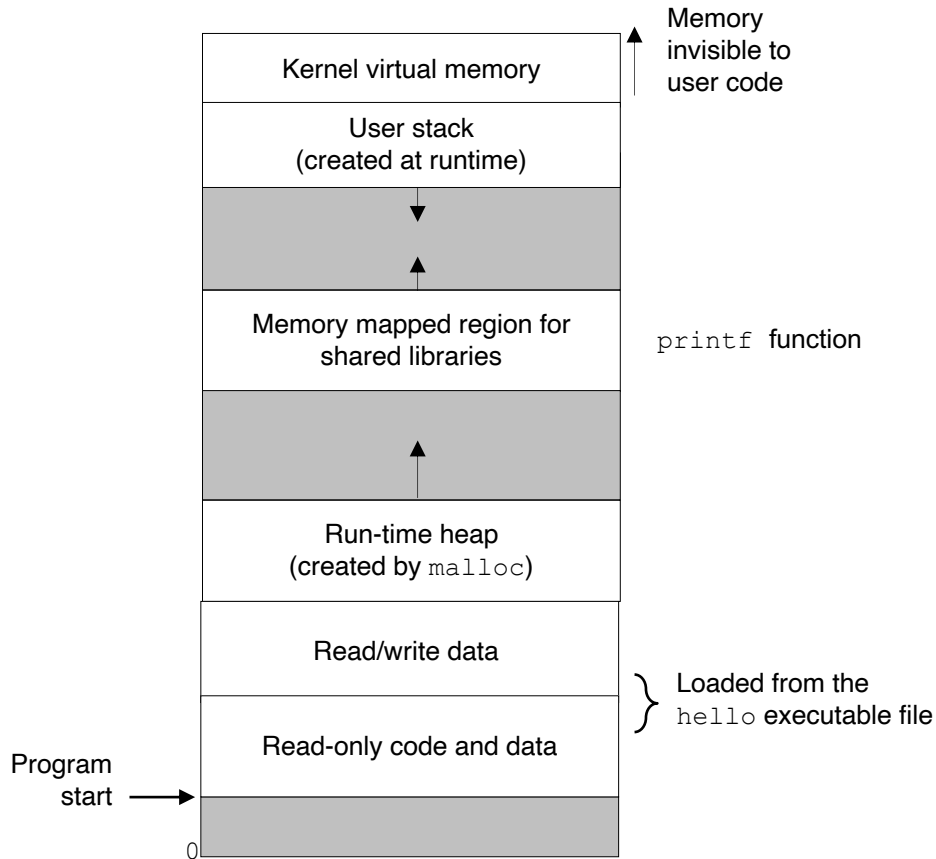 Memory
invisible to
user code
Kernel virtual memory
User stack
(created at runtime)
Memory mapped region for
shared libraries
printf function
Run-time heap
(created by malloc)
Read/write data
Loaded from the
hello executable file
Read-only code and data
Program
start
0